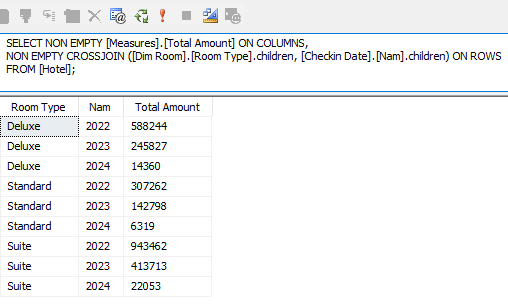 SELECT NON EMPTY [Measures].[Total Amount] ON COLUMNS,
NON EMPTY CROSSJOIN ([Dim Room].[Room Type].children, [Checkin Date].[Nam].children) ON ROWS
FROM [Hotel];
Room Type Nam Total Amount
Deluxe 2022 588244
Deluxe 2023 245827
Deluxe 2024 14360
Standard 2022 307262
Standard 2023 142798
Standard 2024 6319
Suite 2022 943462
Suite 2023 413713
Suite 2024 22053